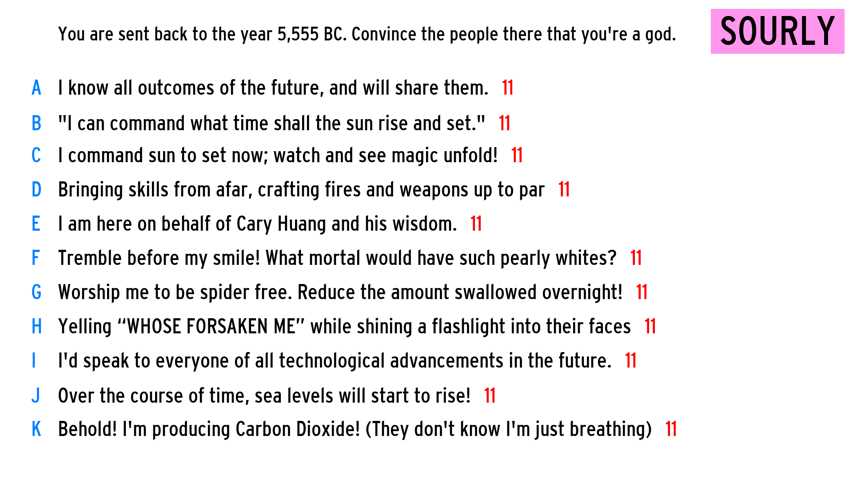 You are sent back to the year 5,555 BC. Convince the people there that you're a god.
SOURLY
A I know all outcomes of the future, and will share them. 11
B "I can command what time shall the sun rise and set." 11
C I command sun to set now; watch and see magic unfold! 11
D Bringing skills from afar, crafting fires and weapons up to par 11
E I am here on behalf of Cary Huang and his wisdom. 11
F Tremble before my smile! What mortal would have such pearly whites? 11
G Worship me to be spider free. Reduce the amount swallowed overnight! 11
H Yelling “WHOSE FORSAKEN ME” while shining a flashlight into their faces 11
I I'd speak to everyone of all technological advancements in the future. 11
J Over the course of time, sea levels will start to rise! 11
K Behold! I'm producing Carbon Dioxide! (They don't know I'm just breathing) 11